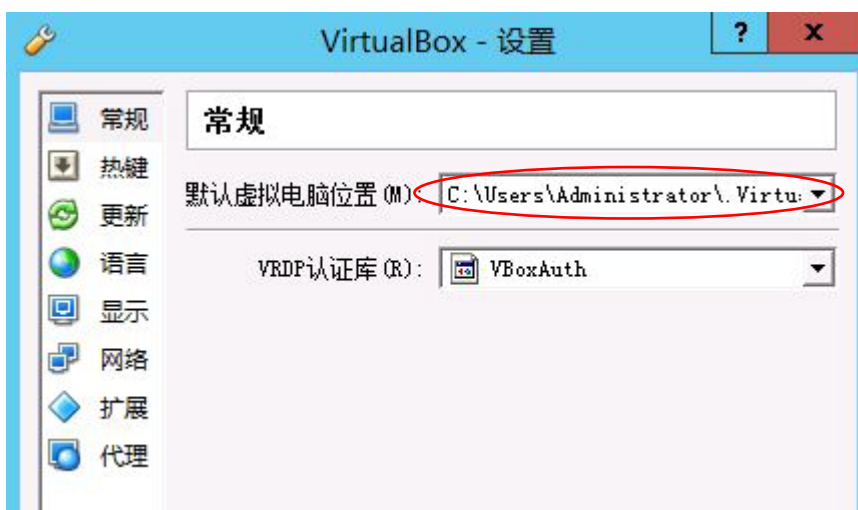 VirtualBox - 设置
?
x
常规
热键
更新
语言
显示
网络
扩展
代理
常规
默认虚拟电脑位置(M): C:\Users\Administrator\.Virtu
VRDP认证库(R): VBoxAuth